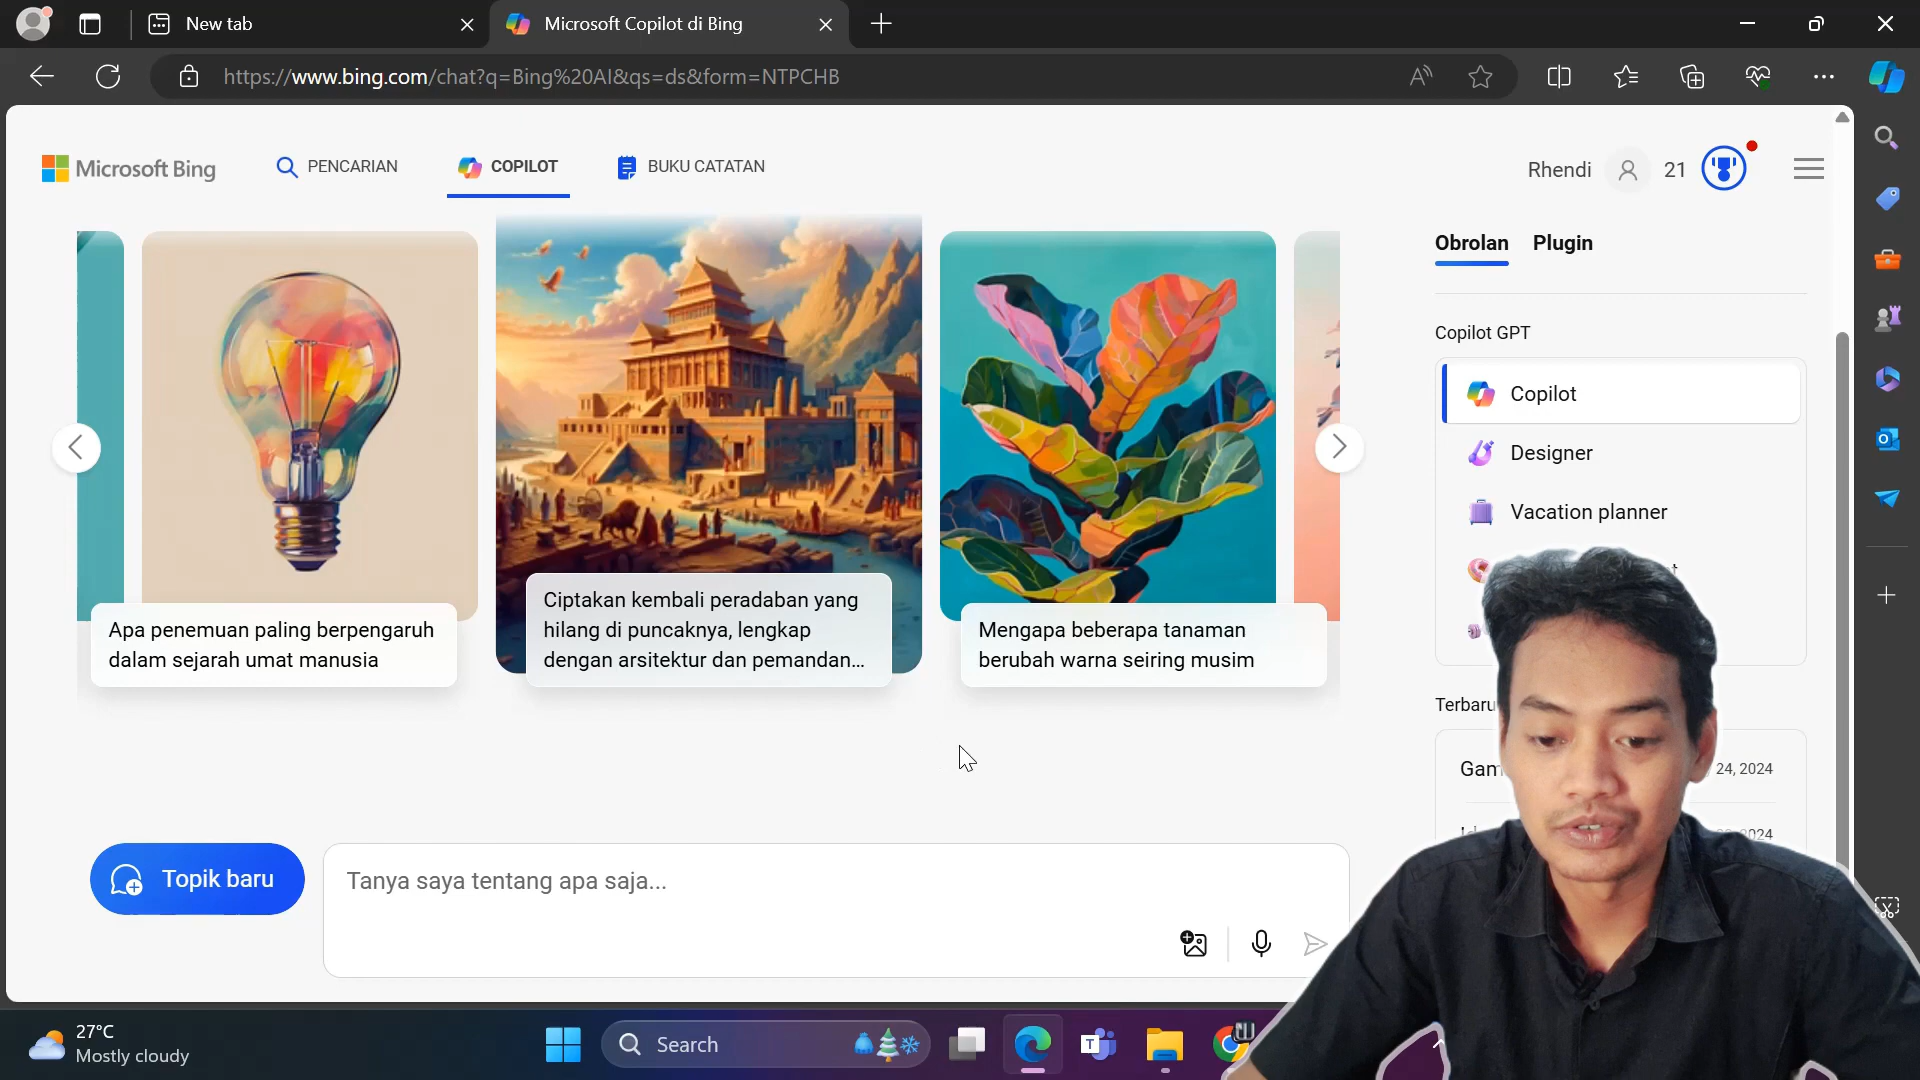 New tab
Microsoft Copilot di Bing
https://www.bing.com/chat?q=Bing%20AI&qs=ds&form=NTPCHB
Microsoft Bing
PENCARIAN
COPILOT
BUKU CATATAN
Rhendi
21
Obrolan
Plugin
Copilot GPT
Copilot
Designer
Vacation planner
Apa penemuan paling berpengaruh
dalam sejarah umat manusia
Ciptakan kembali peradaban yang
hilang di puncaknya, lengkap
dengan arsitektur dan pemandan...
Mengapa beberapa tanaman
berubah warna seiring musim
Terbaru
24, 2024
2024
Topik baru
Tanya saya tentang apa saja...
27°C
Mostly cloudy
Search